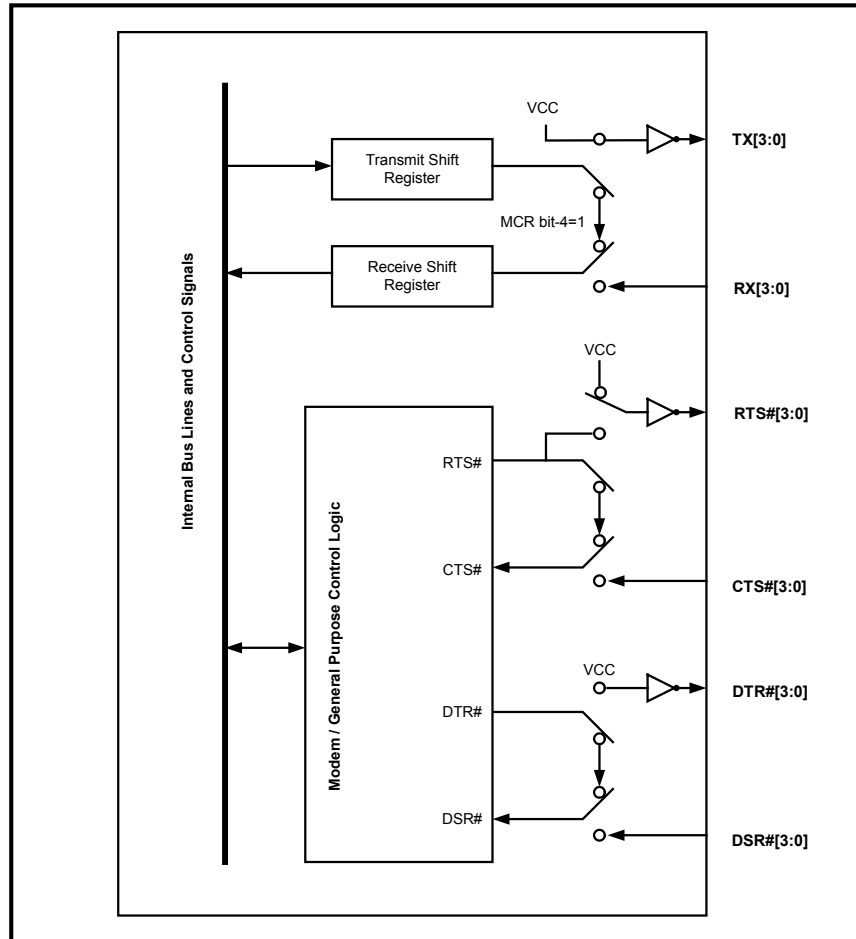 VCC
TX[3:0]
Transmit Shift
Register
MCR bit-4=1
Receive Shift
Register
RX[3:0]
Internal Bus Lines and Control Signals
VCC
RTS#[3:0]
Modem / General Purpose Control Logic
RTS#
CTS#
CTS#[3:0]
VCC
DTR#[3:0]
DTR#
DSR#
DSR#[3:0]